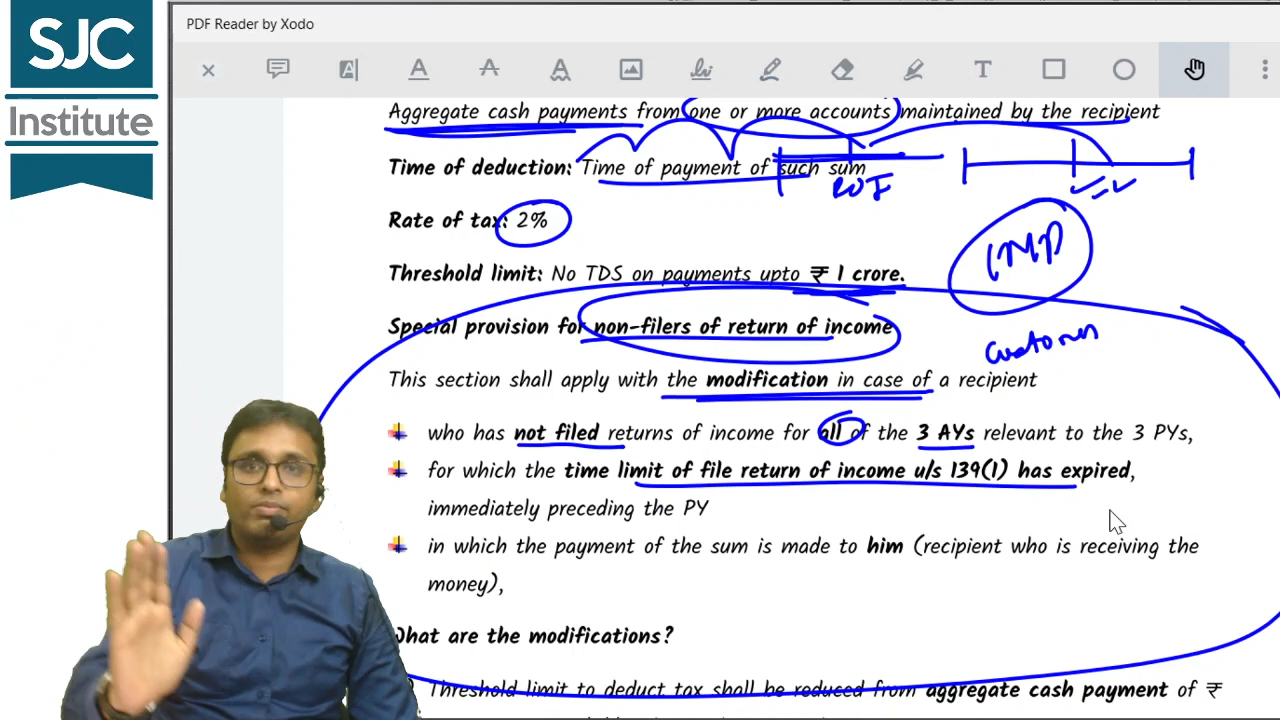 SJC
Institute
PDF Reader by Xodo
Aggregate cash payments from one or more accounts maintained by the recipient
Time of deduction: Time of payment of such sum
ROI
Rate of tax: 2%
IMP
Threshold limit: No TDS on payments upto ₹ 1 crore.
Special provision for non-filers of return of income
Customer
This section shall apply with the modification in case of a recipient
who has not filed returns of income for all of the 3 AYs relevant to the 3 PYs,
for which the time limit of file return of income u/s 139(1) has expired,
immediately preceding the PY
in which the payment of the sum is made to him (recipient who is receiving the
money),
What are the modifications?
Threshold limit to deduct tax shall be reduced from aggregate cash payment of ₹